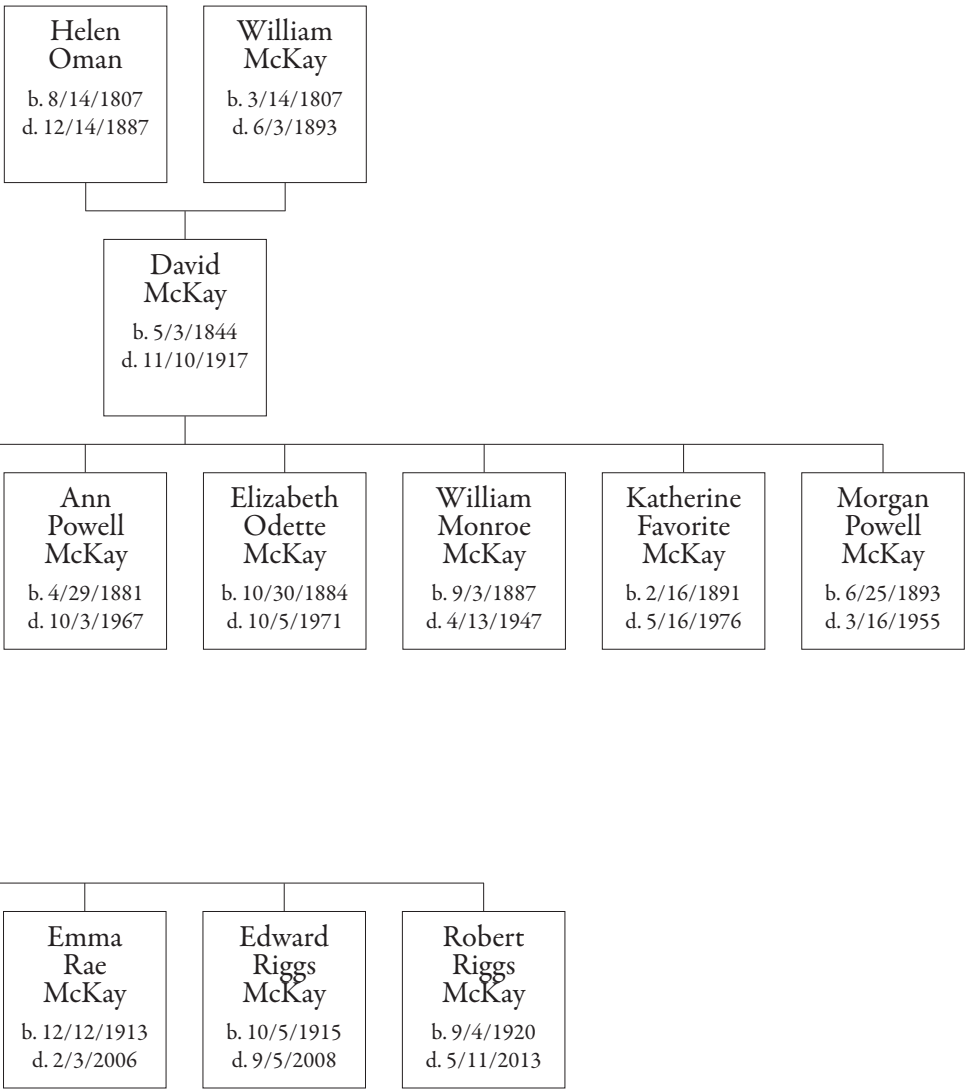 Helen
Oman
b. 8/14/1807
d. 12/14/1887
William
McKay
b. 3/14/1807
d. 6/3/1893
David
McKay
b. 5/3/1844
d. 11/10/1917
Ann
Powell
McKay
b. 4/29/1881
d. 10/3/1967
Elizabeth
Odette
McKay
b. 10/30/1884
d. 10/5/1971
William
Monroe
McKay
b. 9/3/1887
d. 4/13/1947
Katherine
Favorite
McKay
b. 2/16/1891
d. 5/16/1976
Morgan
Powell
McKay
b. 6/25/1893
d. 3/16/1955
Emma
Rae
McKay
b. 12/12/1913
d. 2/3/2006
Edward
Riggs
McKay
b. 10/5/1915
d. 9/5/2008
Robert
Riggs
McKay
b. 9/4/1920
d. 5/11/2013